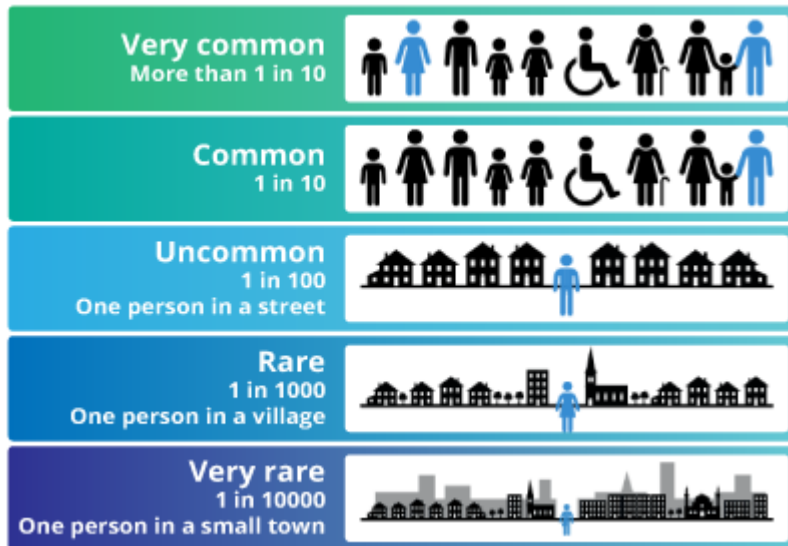 Very common
More than 1 in 10
Common
1 in 10
Uncommon
1 in 100
One person in a street
Rare
1 in 1000
One person in a village
Very rare
1 in 10000
One person in a small town